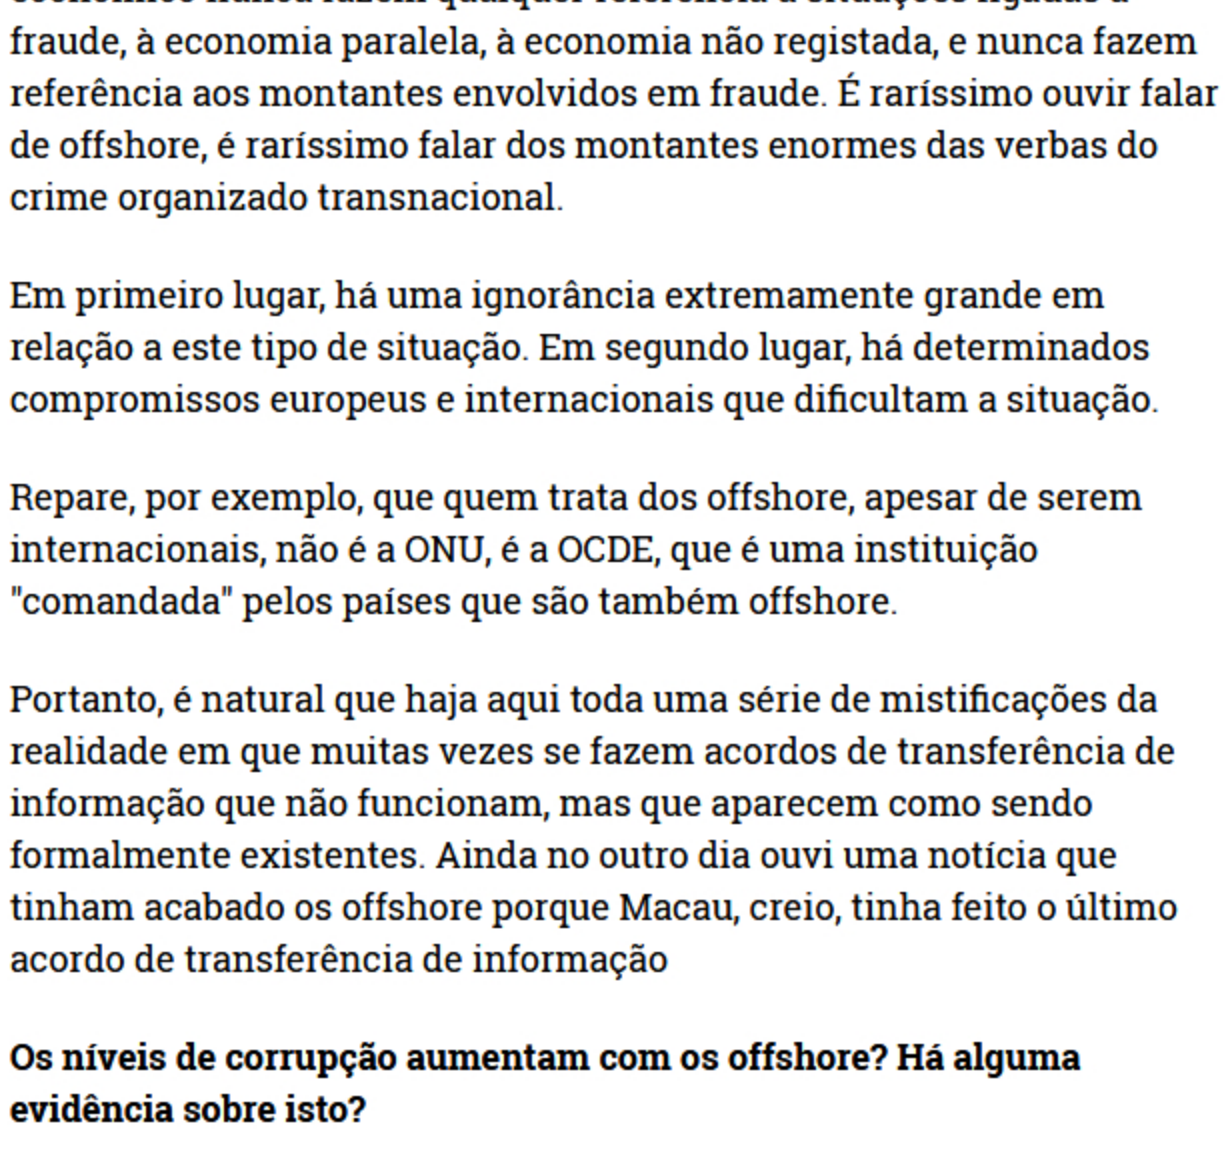 económico nunca fazem qualquer referência a situações ligadas à
fraude, à economia paralela, à economia não registada, e nunca fazem
referência aos montantes envolvidos em fraude. É raríssimo ouvir falar
de offshore, é raríssimo falar dos montantes enormes das verbas do
crime organizado transnacional.
Em primeiro lugar, há uma ignorância extremamente grande em
relação a este tipo de situação. Em segundo lugar, há determinados
compromissos europeus e internacionais que dificultam a situação.
Repare, por exemplo, que quem trata dos offshore, apesar de serem
internacionais, não é a ONU, é a OCDE, que é uma instituição
"comandada" pelos países que são também offshore.
Portanto, é natural que haja aqui toda uma série de mistificações da
realidade em que muitas vezes se fazem acordos de transferência de
informação que não funcionam, mas que aparecem como sendo
formalmente existentes. Ainda no outro dia ouvi uma notícia que
tinham acabado os offshore porque Macau, creio, tinha feito o último
acordo de transferência de informação
Os níveis de corrupção aumentam com os offshore? Há alguma
evidência sobre isto?